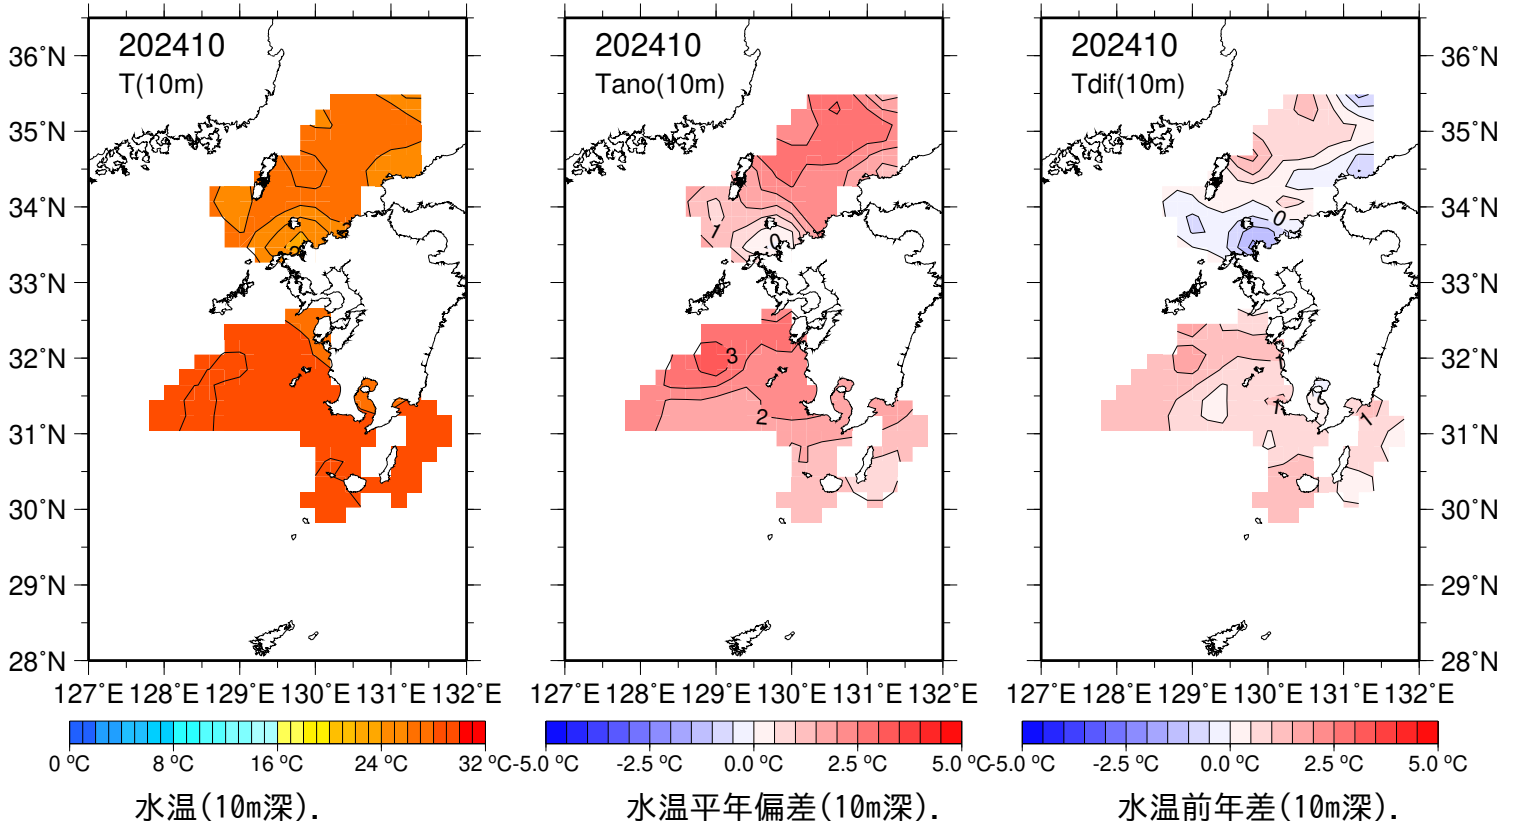 202410
T(10m)
36°N
35°N
34°N
33°N
32°N
31°N
30°N
29°N
28°N
127°E 128°E 129°E 130°E 131°E 132°E
0 °C 8 °C 16 °C 24 °C 32 °C
水温(10m深).
202410
Tano(10m)
1
0
3
2
127°E 128°E 129°E 130°E 131°E 132°E
-5.0 °C -2.5 °C 0.0 °C 2.5 °C 5.0 °C
水温平年偏差(10m深).
202410
Tdif(10m)
0
1
1
36°N
35°N
34°N
33°N
32°N
31°N
30°N
29°N
28°N
127°E 128°E 129°E 130°E 131°E 132°E
-5.0 °C -2.5 °C 0.0 °C 2.5 °C 5.0 °C
水温前年差(10m深).